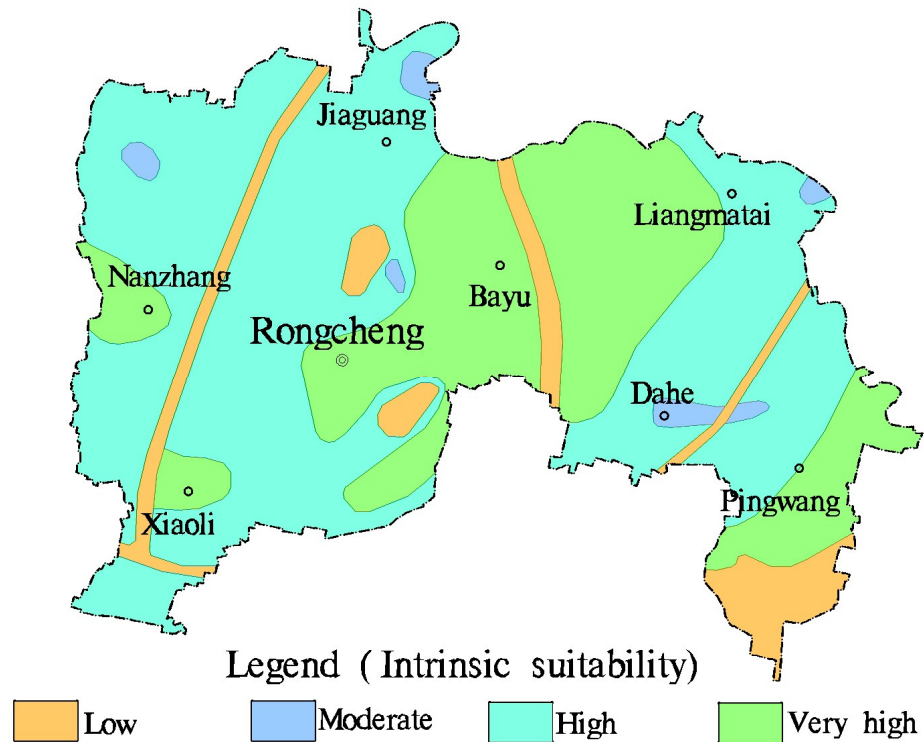 Jiaguang
Liangmatai
Nanzhang
Bayu
Rongcheng
Dahe
Pingwang
Xiaoli
Legend ( Intrinsic suitability)
Low
Moderate
High
Very high